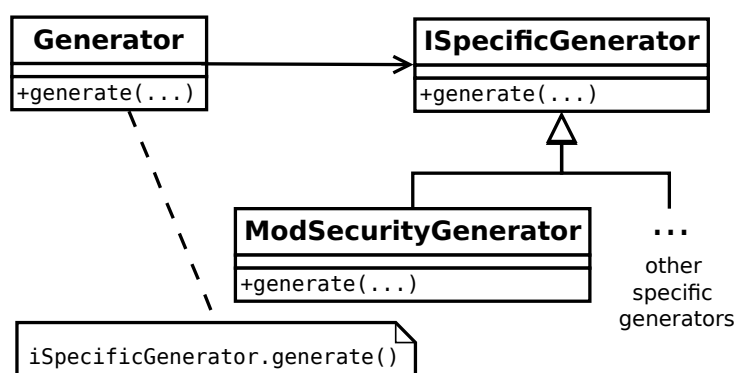 Generator
+generate(...)
ISpecificGenerator
+generate(...)
ModSecurityGenerator
+generate(...)
...
other
specific
generators
iSpecificGenerator.generate()